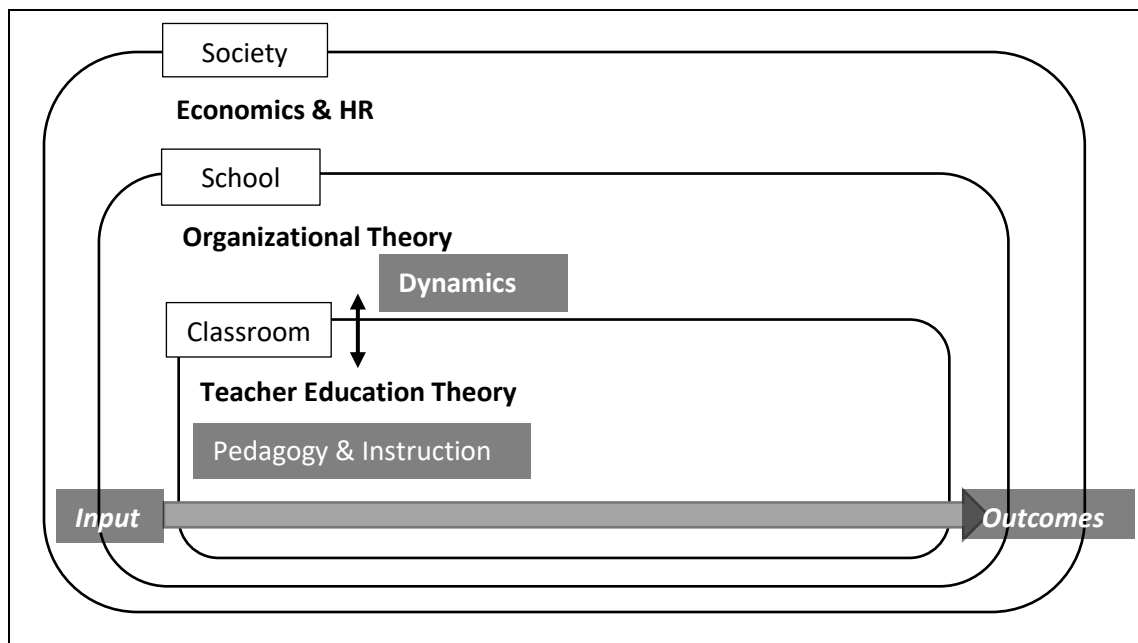 Society
Economics & HR
School
Organizational Theory
Dynamics
Classroom
Teacher Education Theory
Pedagogy & Instruction
Input
Outcomes